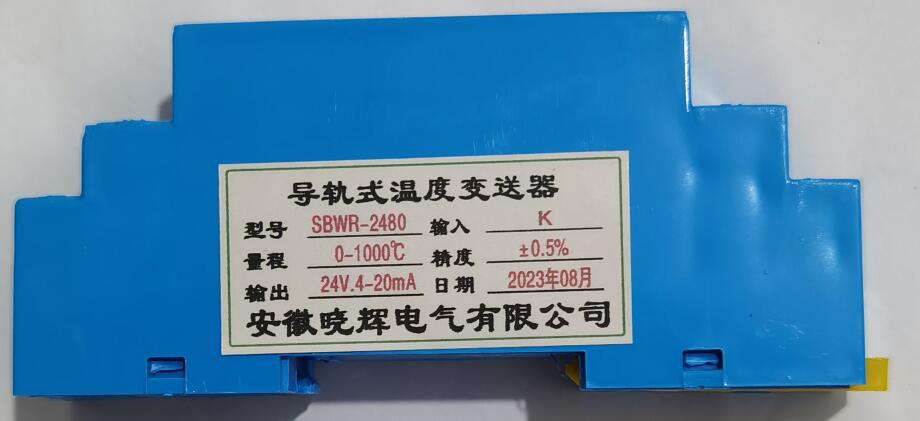 导轨式温度变送器
型号 SBWR-2480 输入 K
量程 0-1000℃精度 ±0.5%
输出 24V.4-20mA 日期 2023年08月
安徽晓辉电气有限公司